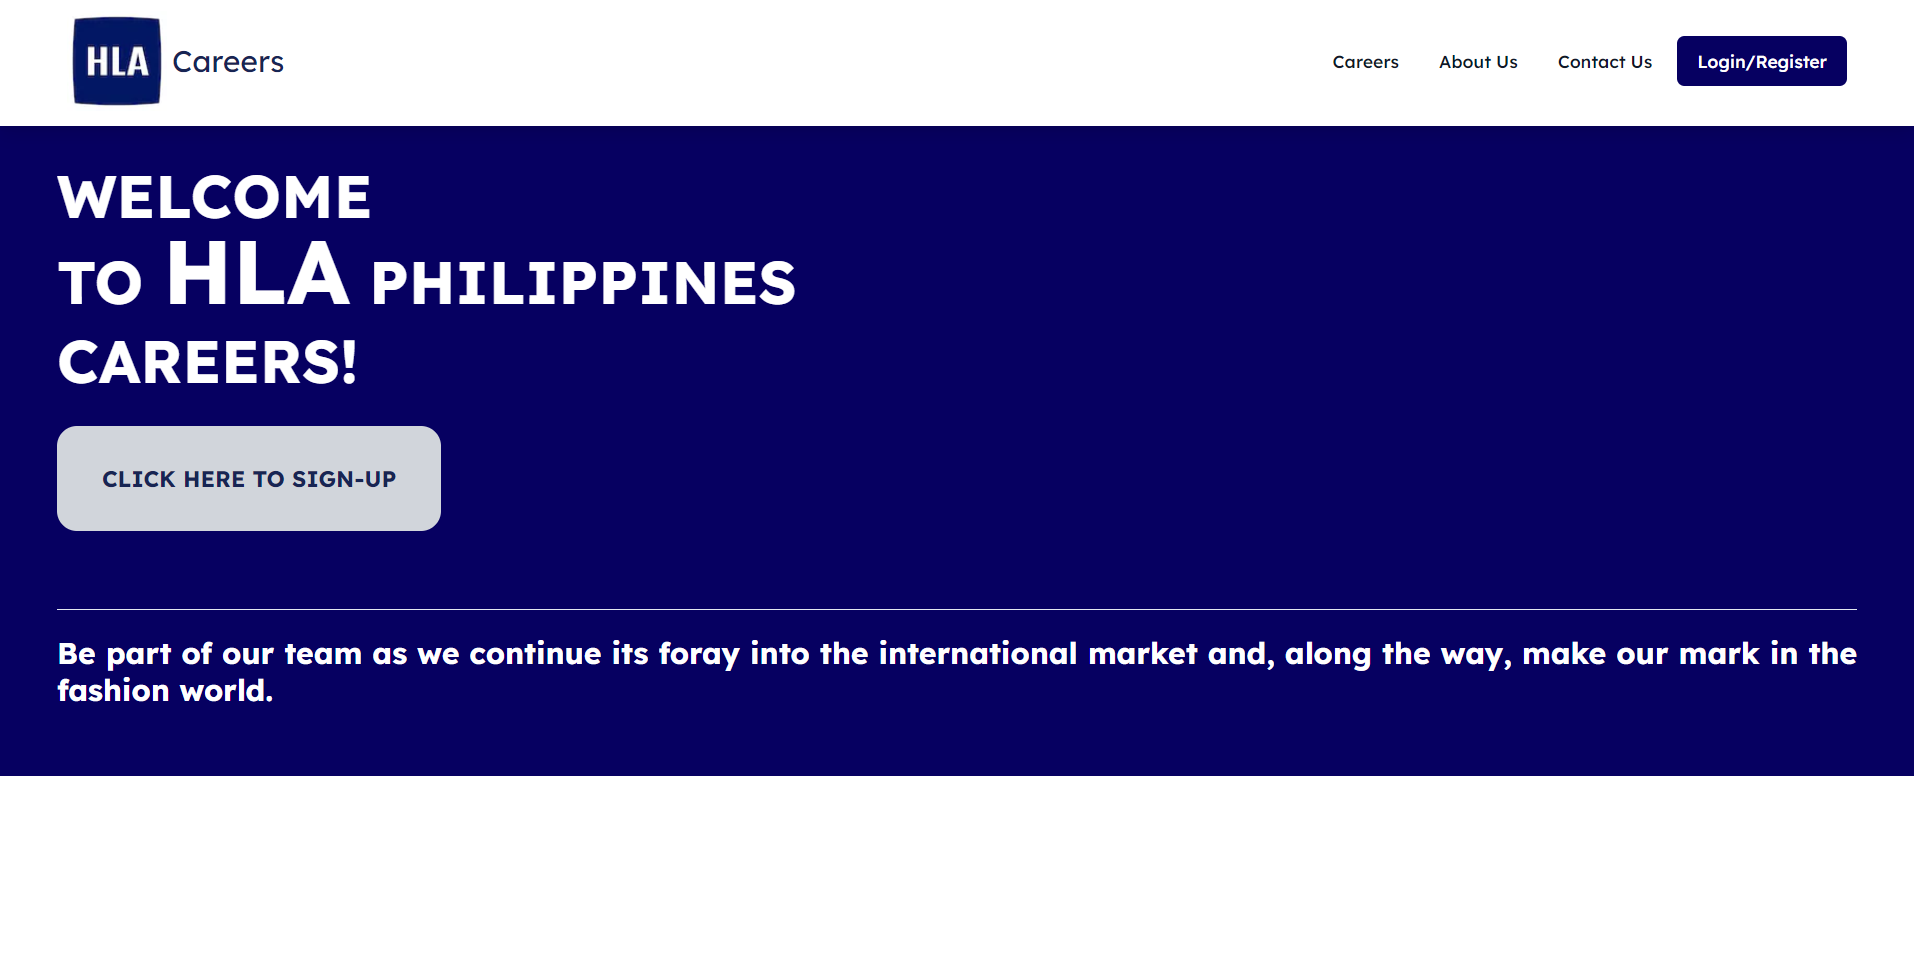 HLA Careers
Careers About Us Contact Us Login/Register
WELCOME
TO HLA PHILIPPINES
CAREERS!
CLICK HERE TO SIGN-UP
Be part of our team as we continue its foray into the international market and, along the way, make our mark in the
fashion world.